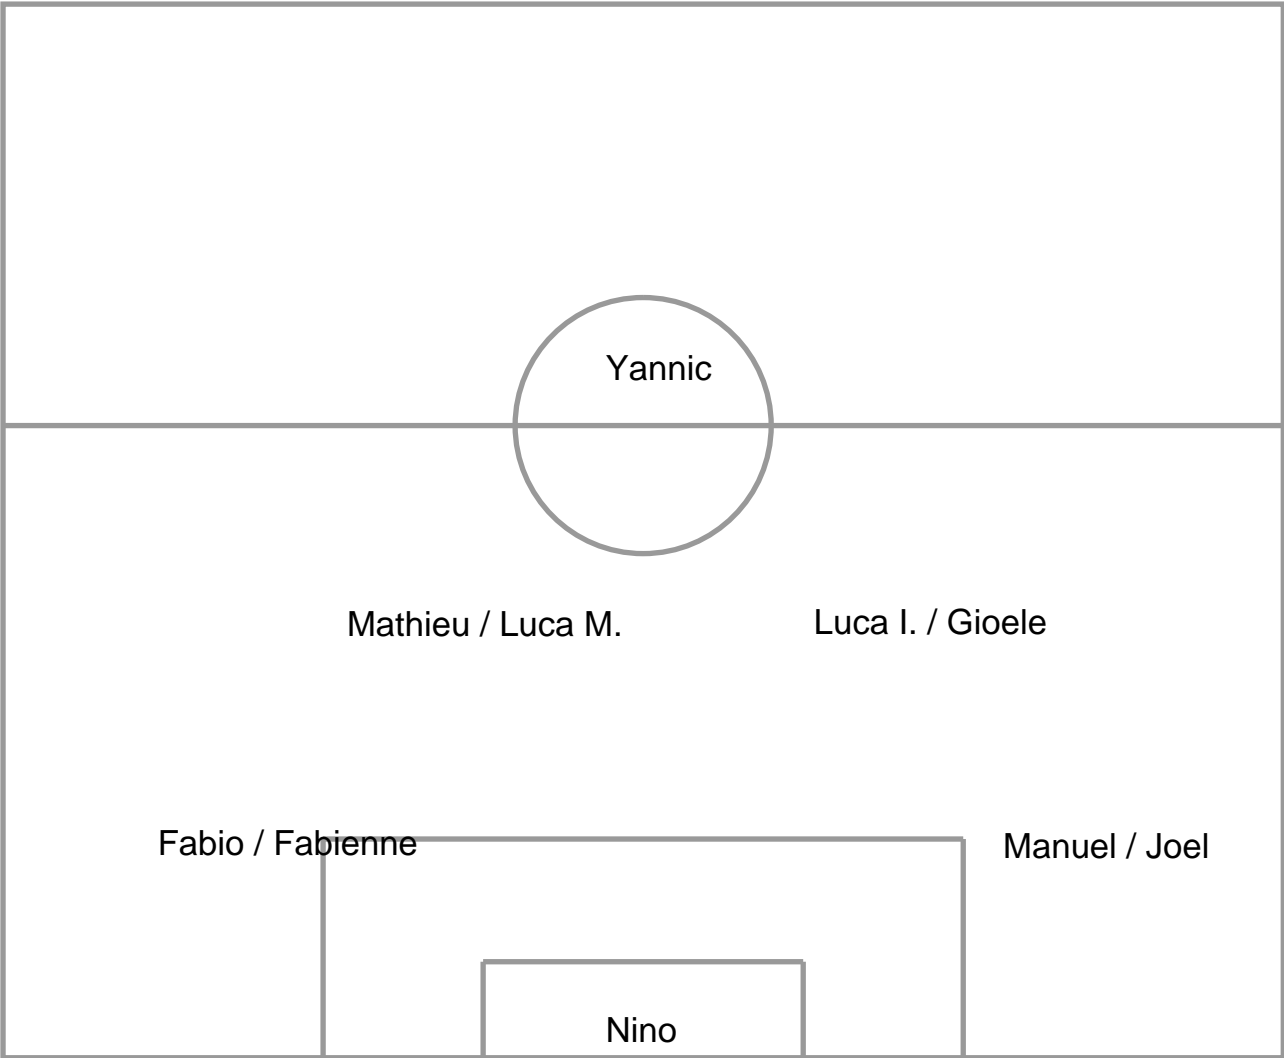 Yannic
Mathieu / Luca M.
Luca I. / Gioele
Fabio / Fabienne
Manuel / Joel
Nino